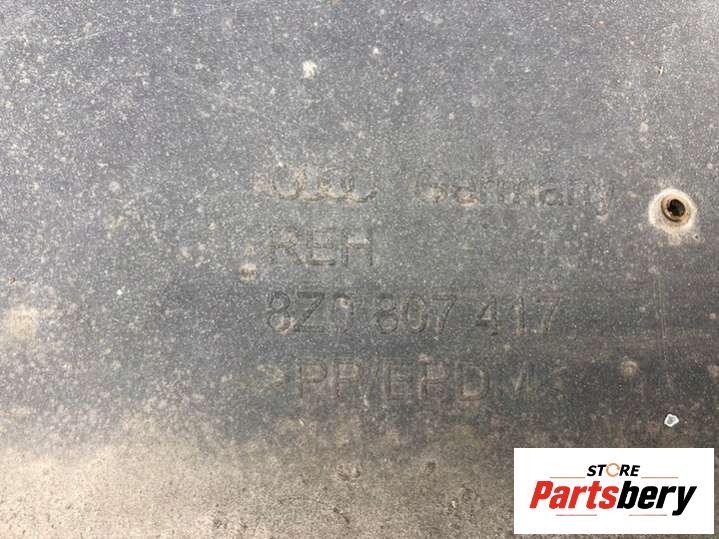 Germany
REH
8Z0 807 417
>PP/EPDM<
STORE
Partsbery